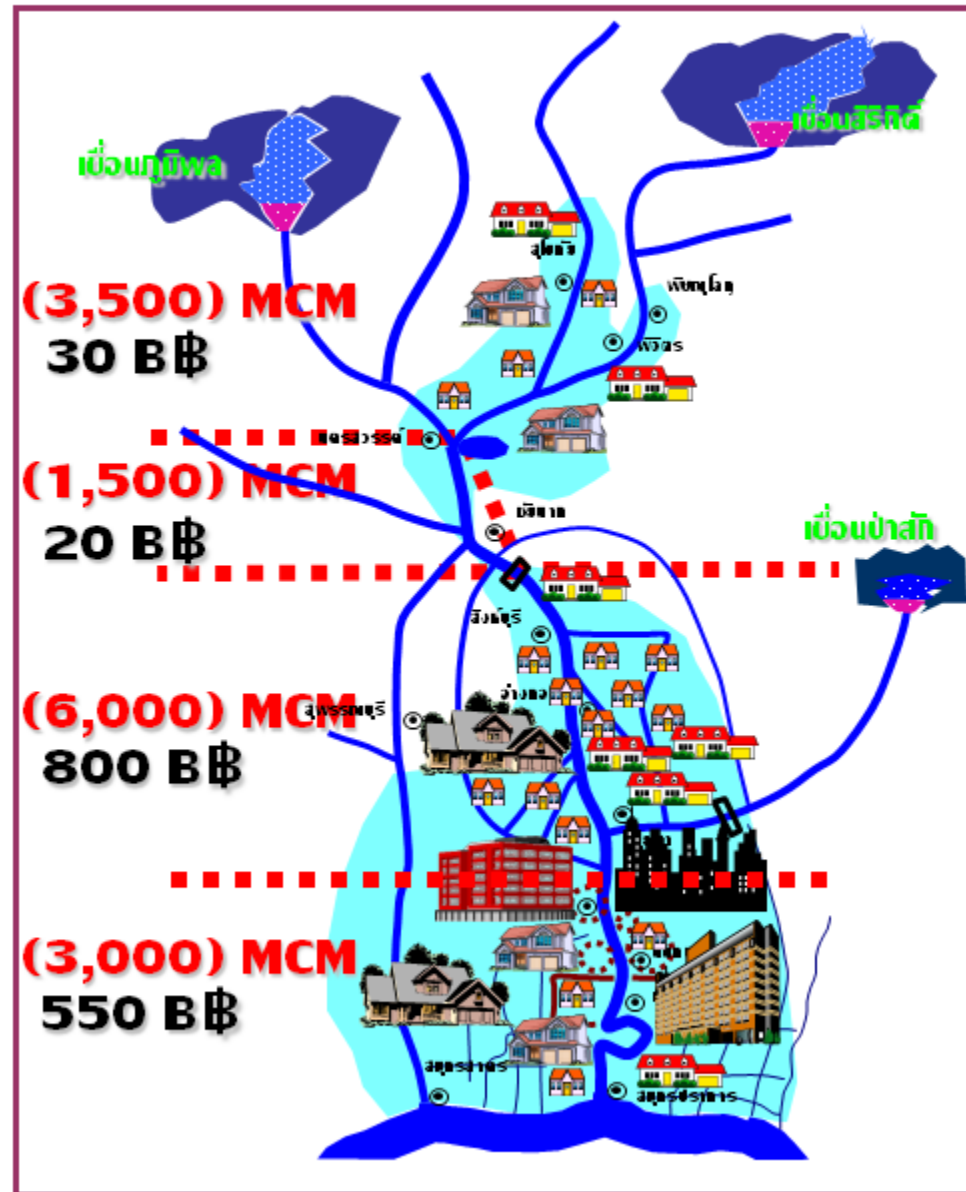 เขื่อนสิริกิติ์
เขื่อนภูมิพล
สุโขทัย
พิษณุโลก
(3,500) MCM
30 B฿
พิจิตร
นครสวรรค์
(1,500) MCM
20 B฿
ชัยนาท
เขื่อนป่าสัก
สิงห์บุรี
อ่างทอง
(6,000) MCM
สุพรรณบุรี
800 B฿
(3,000) MCM
550 B฿
สมุทรสาคร
สมุทรปราการ